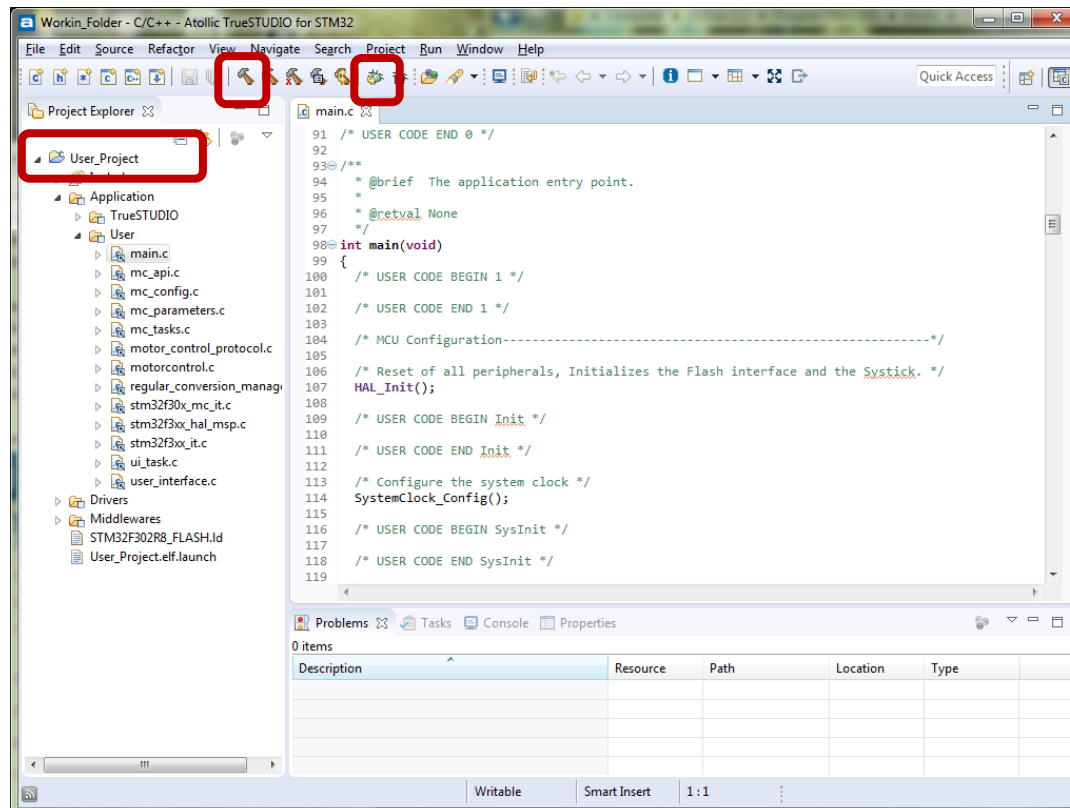 Workin_Folder - C/C++ - Atollic TrueSTUDIO for STM32
File Edit Source Refactor View Navigate Search Project Run Window Help
Quick Access
Project Explorer
User_Project
Application
TrueSTUDIO
User
main.c
mc_api.c
mc_config.c
mc_parameters.c
mc_tasks.c
motor_control_protocol.c
motorcontrol.c
regular_conversion_manag
stm32f30x_mc_it.c
stm32f3xx_hal_msp.c
stm32f3xx_it.c
ui_task.c
user_interface.c
Drivers
Middlewares
STM32F302R8_FLASH.ld
User_Project.elf.launch
main.c
91 /* USER CODE END 0 */
92
93 /**
94 * @brief The application entry point.
95 *
96 * @retval None
97 */
98 int main(void)
99 {
100 /* USER CODE BEGIN 1 */
101
102 /* USER CODE END 1 */
103
104 /* MCU Configuration----------------------------------------------------------*/
105
106 /* Reset of all peripherals, Initializes the Flash interface and the Systick. */
107 HAL_Init();
108
109 /* USER CODE BEGIN Init */
110
111 /* USER CODE END Init */
112
113 /* Configure the system clock */
114 SystemClock_Config();
115
116 /* USER CODE BEGIN SysInit */
117
118 /* USER CODE END SysInit */
119
Problems Tasks Console Properties
0 items
Description Resource Path Location Type
Writable Smart Insert 1:1